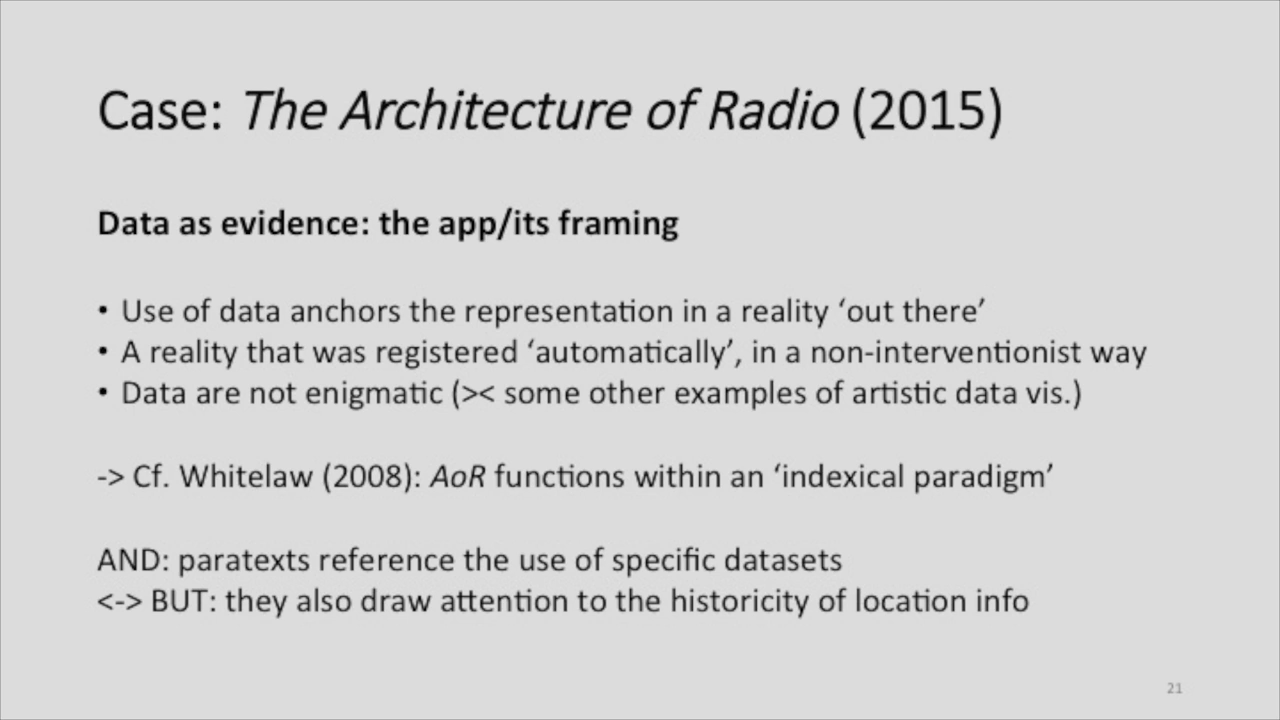 Case: The Architecture of Radio (2015)
Data as evidence: the app/its framing
• Use of data anchors the representation in a reality ‘out there’
• A reality that was registered ‘automatically’, in a non-interventionist way
• Data are not enigmatic (>< some other examples of artistic data vis.)
-> Cf. Whitelaw (2008): AoR functions within an ‘indexical paradigm’
AND: paratexts reference the use of specific datasets
<-> BUT: they also draw attention to the historicity of location info
21